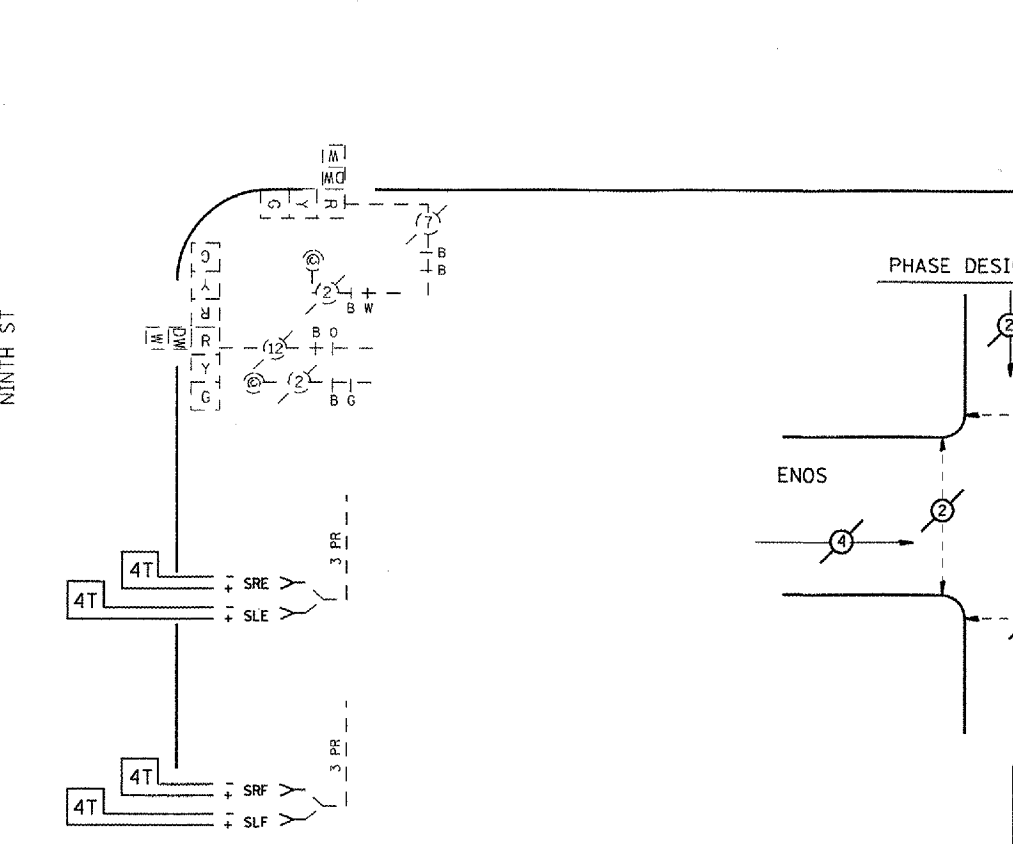 W
DW
G Y R
7
B
B
G
Y
R
C
2
B W
PHASE DESI
2
NINTH ST
W DW
R
12
B O
Y
G
C
2
B G
ENOS
2
4
3 PR
4T
- SRE
+
4T
- SLE
+
3 PR
4T
- SRF
+
4T
- SLF
+